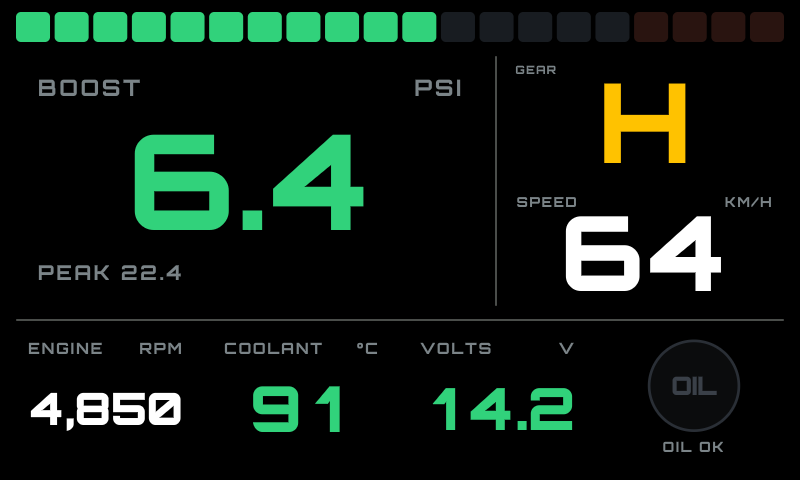 BOOST PSI
6.4
PEAK 22.4
GEAR
H
SPEED KM/H
64
ENGINE RPM
4,850
COOLANT °C
91
VOLTS V
14.2
OIL
OIL OK